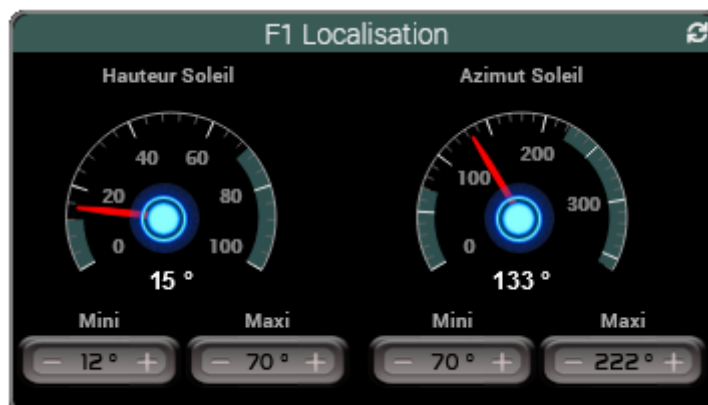 F1 Localisation
Hauteur Soleil
Azimut Soleil
0 20 40 60 80 100
0 100 200 300
15 °
133 °
Mini
Maxi
Mini
Maxi
− 12° +
− 70° +
− 70° +
− 222° +